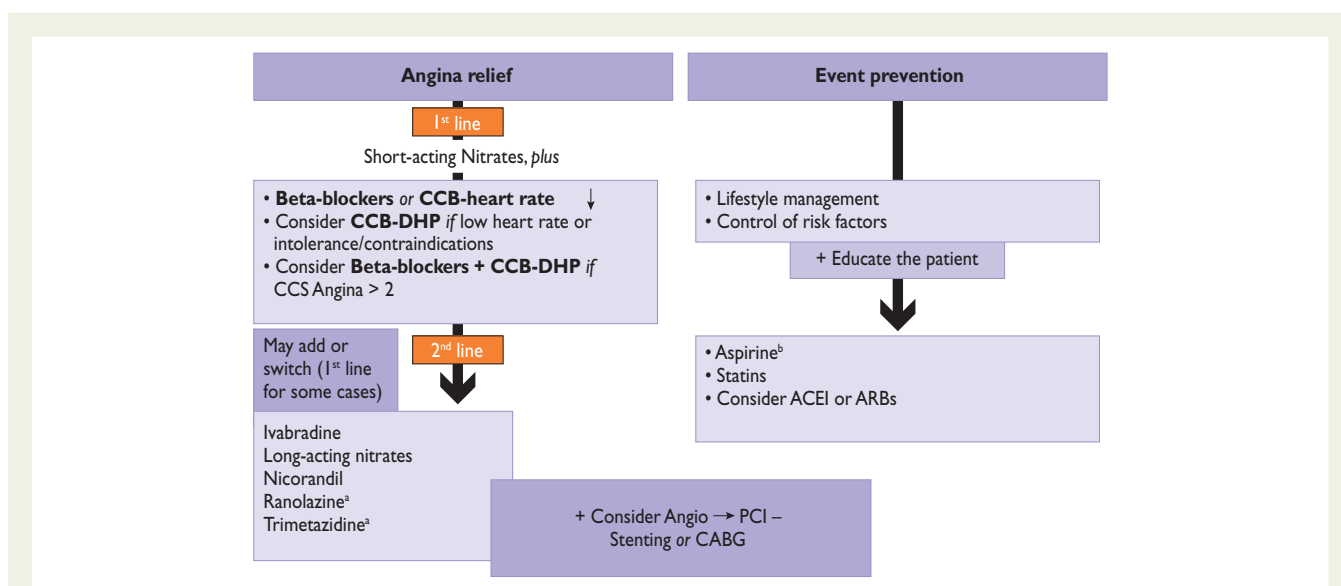 Angina relief
1st line
Short-acting Nitrates, plus
• Beta-blockers or CCB-heart rate ↓
• Consider CCB-DHP if low heart rate or
intolerance/contraindications
• Consider Beta-blockers + CCB-DHP if
CCS Angina > 2
May add or
switch (1st line
for some cases)
2nd line
Ivabradine
Long-acting nitrates
Nicorandil
Ranolazineª
Trimetazidineª
+ Consider Angio → PCI –
Stenting or CABG
Event prevention
• Lifestyle management
• Control of risk factors
+ Educate the patient
• Aspirineᵇ
• Statins
• Consider ACEI or ARBs